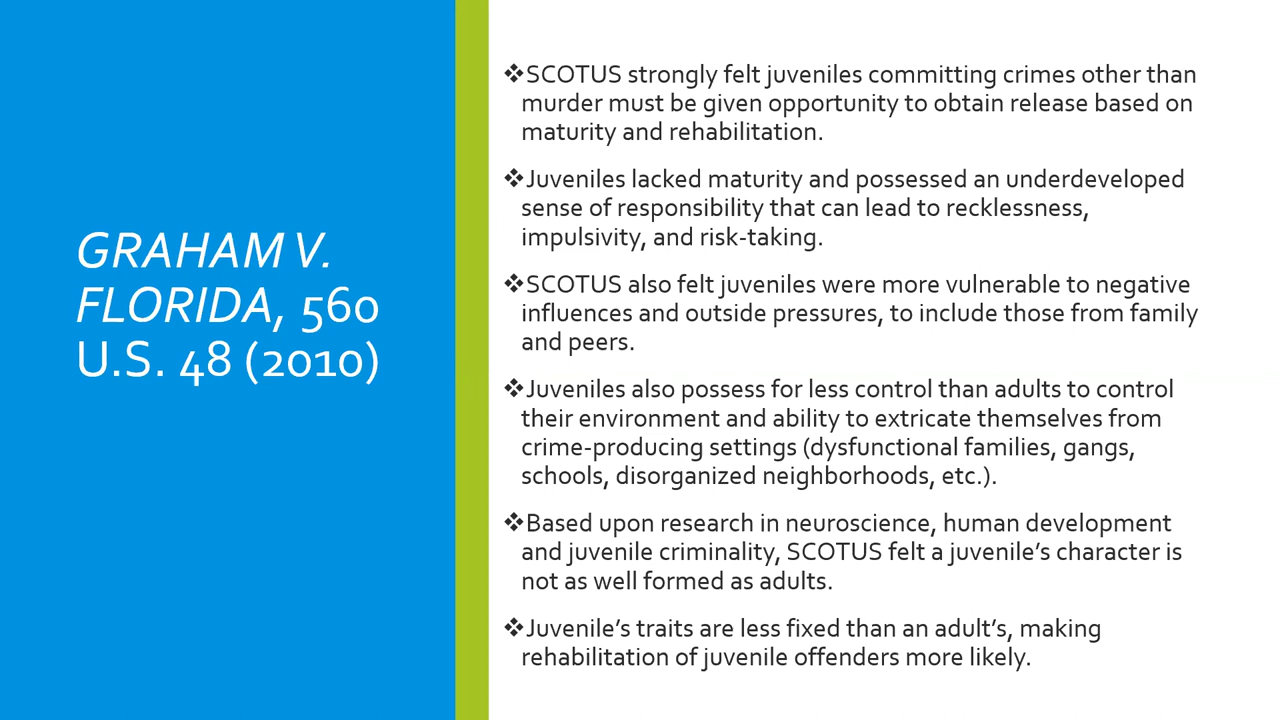 GRAHAM V.
FLORIDA, 560
U.S. 48 (2010)
❖SCOTUS strongly felt juveniles committing crimes other than
murder must be given opportunity to obtain release based on
maturity and rehabilitation.
❖Juveniles lacked maturity and possessed an underdeveloped
sense of responsibility that can lead to recklessness,
impulsivity, and risk-taking.
❖SCOTUS also felt juveniles were more vulnerable to negative
influences and outside pressures, to include those from family
and peers.
❖Juveniles also possess for less control than adults to control
their environment and ability to extricate themselves from
crime-producing settings (dysfunctional families, gangs,
schools, disorganized neighborhoods, etc.).
❖Based upon research in neuroscience, human development
and juvenile criminality, SCOTUS felt a juvenile’s character is
not as well formed as adults.
❖Juvenile’s traits are less fixed than an adult’s, making
rehabilitation of juvenile offenders more likely.